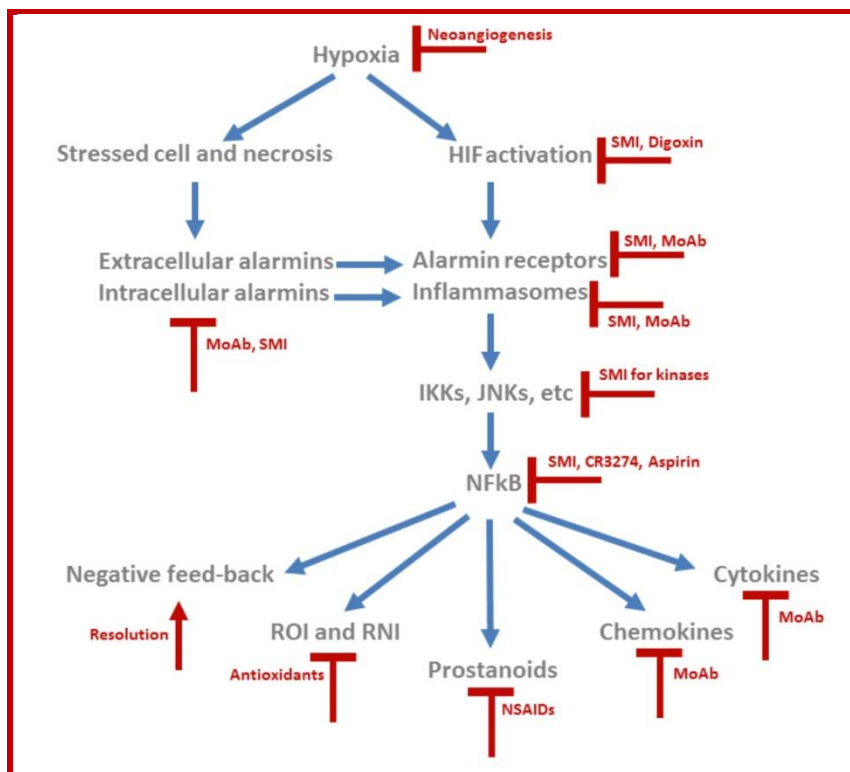 Neoangiogenesis
Hypoxia
Stressed cell and necrosis
HIF activation
SMI, Digoxin
Extracellular alarmins
Alarmin receptors
SMI, MoAb
Intracellular alarmins
Inflammasomes
SMI, MoAb
MoAb, SMI
IKKs, JNKs, etc
SMI for kinases
SMI, CR3274, Aspirin
NFkB
Negative feed-back
Cytokines
Resolution
ROI and RNI
Chemokines
MoAb
Antioxidants
Prostanoids
MoAb
NSAIDs